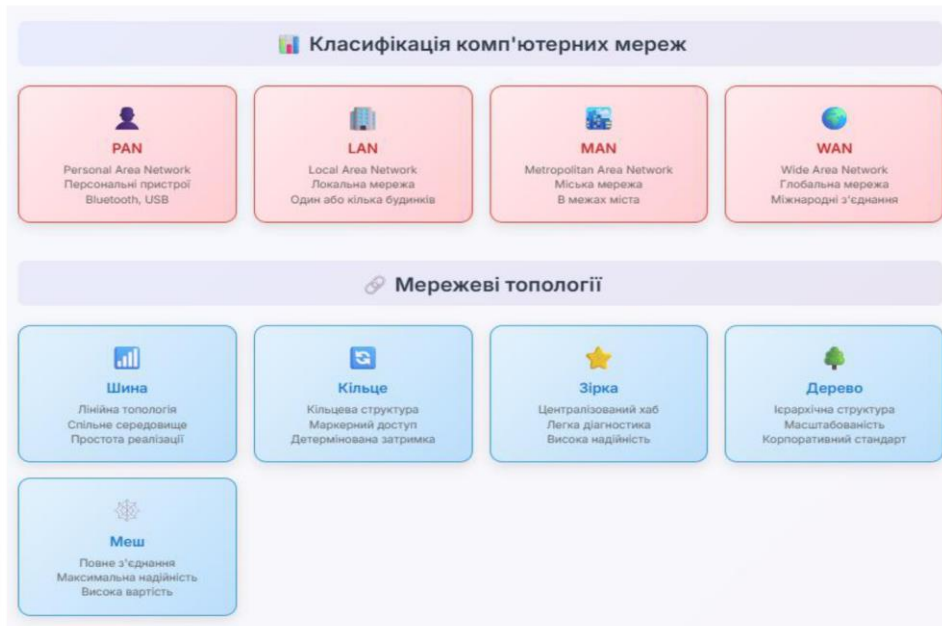 Класифікація комп'ютерних мереж
PAN
Personal Area Network
Персональні пристрої
Bluetooth, USB
LAN
Local Area Network
Локальна мережа
Один або кілька будинків
MAN
Metropolitan Area Network
Міська мережа
В межах міста
WAN
Wide Area Network
Глобальна мережа
Міжнародні з'єднання
Мережеві топології
Шина
Лінійна топологія
Спільне середовище
Простота реалізації
Кільце
Кільцева структура
Маркерний доступ
Детермінована затримка
Зірка
Централізований хаб
Легка діагностика
Висока надійність
Дерево
Ієрархічна структура
Масштабованість
Корпоративний стандарт
Меш
Повне з'єднання
Максимальна надійність
Висока вартість